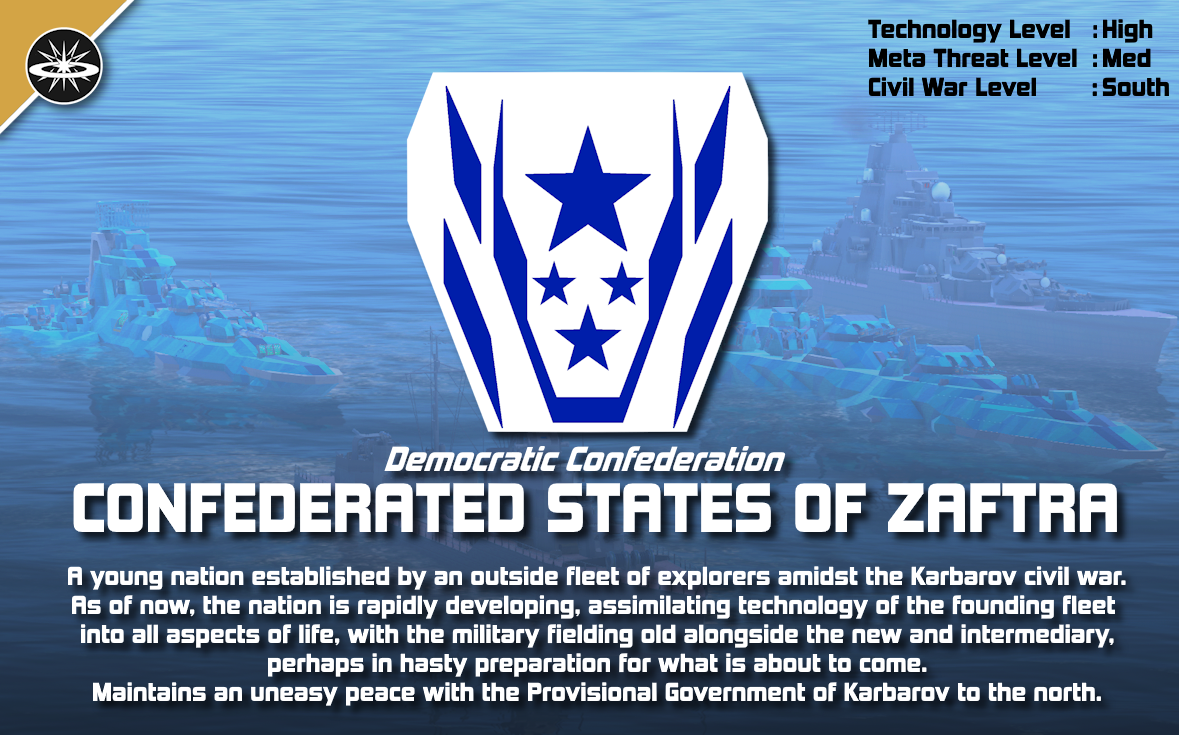 Technology Level : High
Meta Threat Level : Med
Civil War Level : South
Democratic Confederation
CONFEDERATED STATES OF ZAFTRA
A young nation established by an outside fleet of explorers amidst the Karbarov civil war.
As of now, the nation is rapidly developing, assimilating technology of the founding fleet
into all aspects of life, with the military fielding old alongside the new and intermediary,
perhaps in hasty preparation for what is about to come.
Maintains an uneasy peace with the Provisional Government of Karbarov to the north.